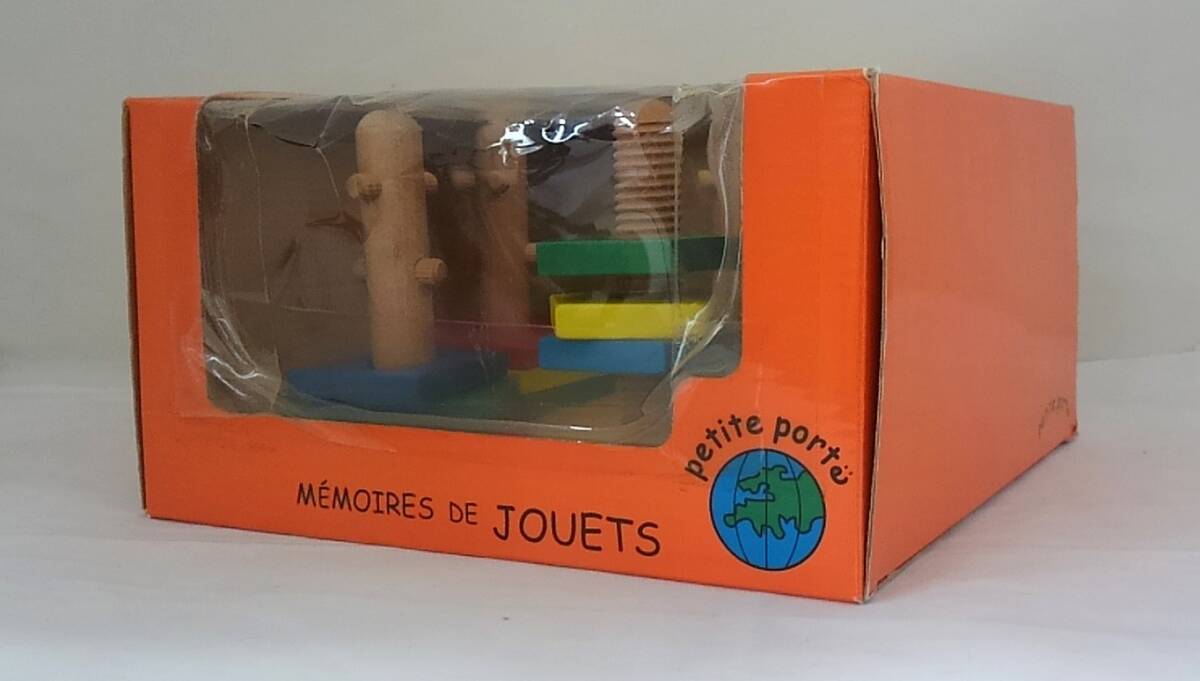 petite portë
MÉMOIRES DE JOUETS